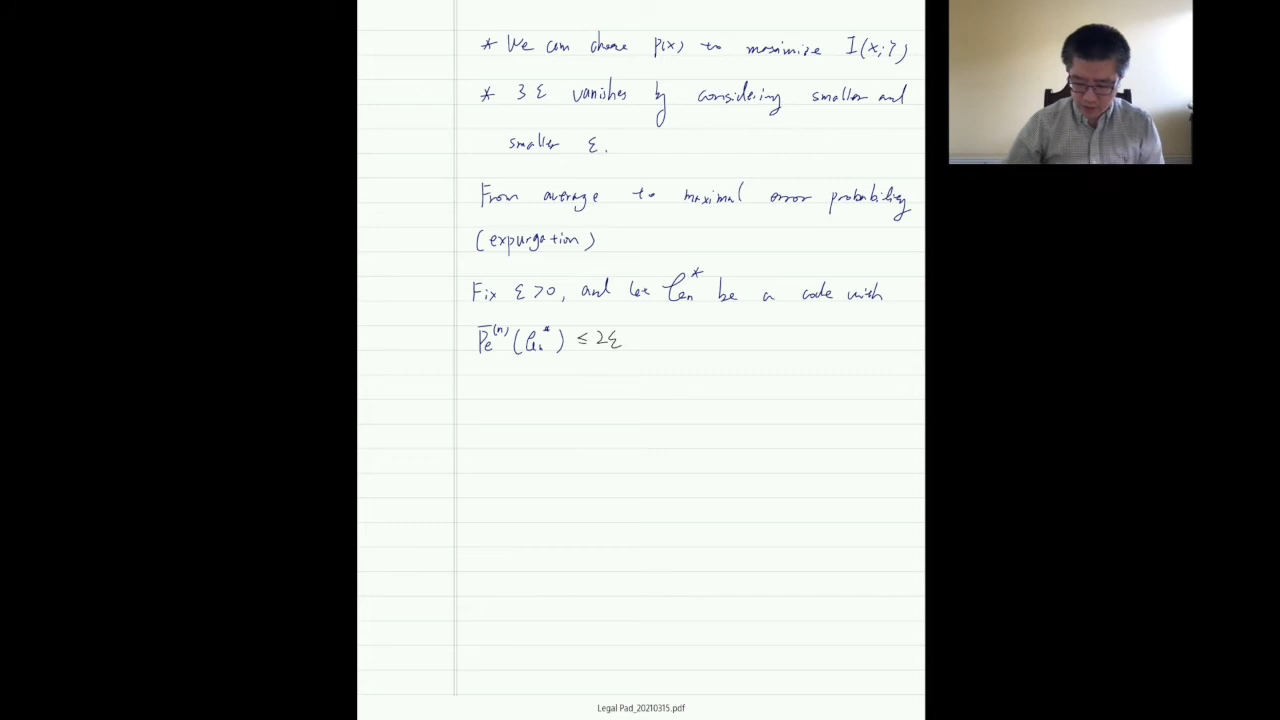 * We can choose p(x) to maximize I(X;Y)
* 3ε vanishes by considering smaller and
smaller ε.
From average to maximal error probability
(expurgation)
Fix ε>0, and let 𝒞n* be a code with
P̄e⁽ⁿ⁾(𝒞n*) ≤ 2ε
Legal Pad_20210315.pdf